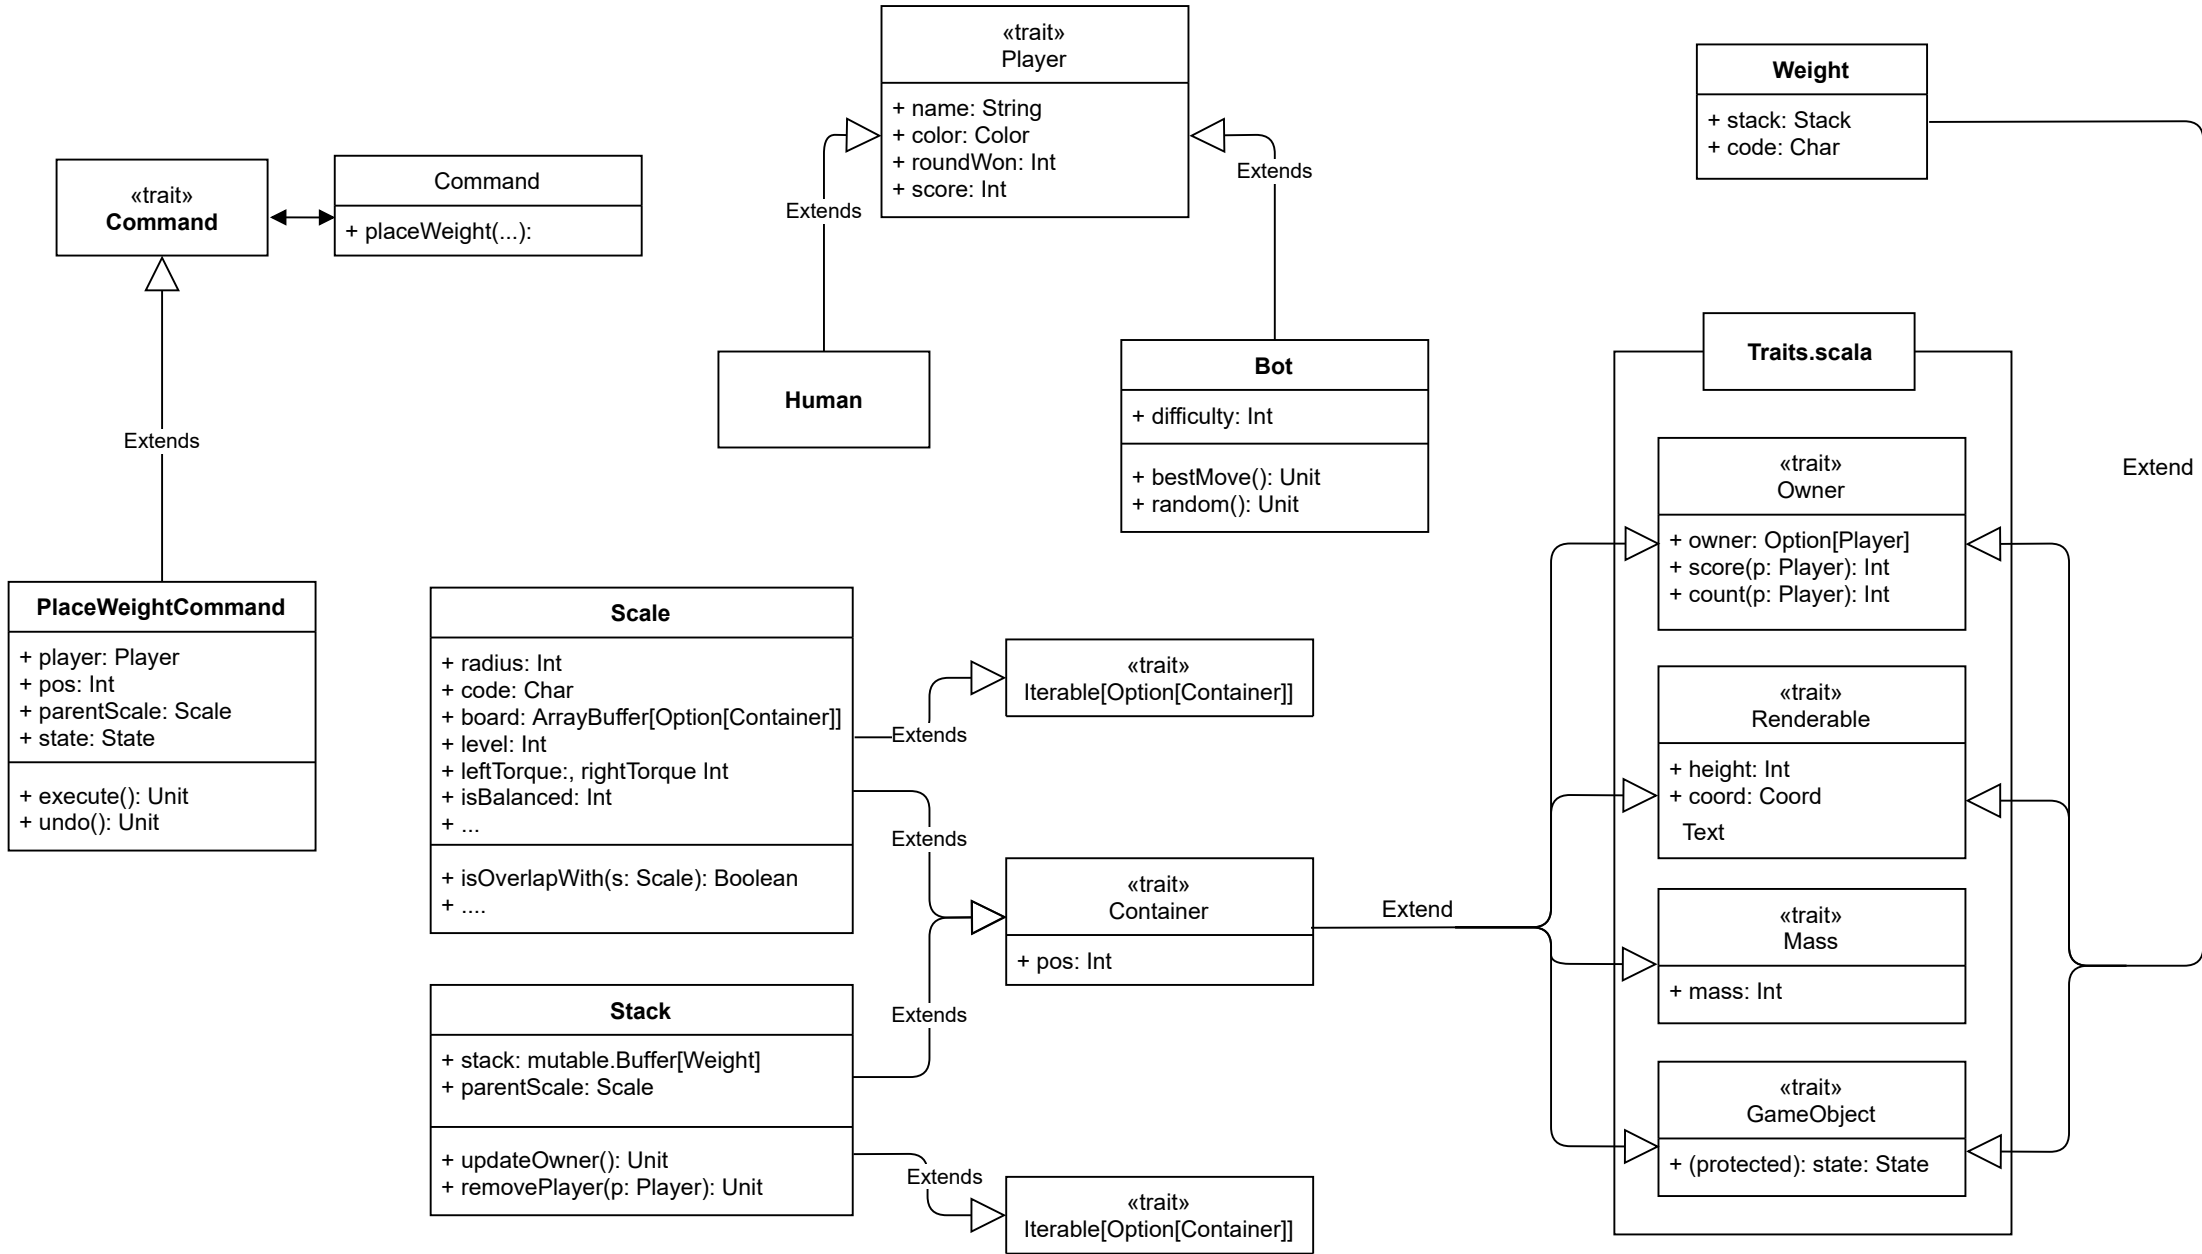 «trait»
Player
+ name: String
+ color: Color
+ roundWon: Int
+ score: Int
Weight
+ stack: Stack
+ code: Char
«trait»
Command
Command
+ placeWeight(...):
Extends
Extends
Extends
Human
Bot
+ difficulty: Int
+ bestMove(): Unit
+ random(): Unit
Traits.scala
«trait»
Owner
+ owner: Option[Player]
+ score(p: Player): Int
+ count(p: Player): Int
Extend
PlaceWeightCommand
+ player: Player
+ pos: Int
+ parentScale: Scale
+ state: State
+ execute(): Unit
+ undo(): Unit
Scale
+ radius: Int
+ code: Char
+ board: ArrayBuffer[Option[Container]]
+ level: Int
+ leftTorque:, rightTorque Int
+ isBalanced: Int
+ ...
+ isOverlapWith(s: Scale): Boolean
+ ....
Extends
«trait»
Iterable[Option[Container]]
Extends
«trait»
Container
+ pos: Int
Extend
«trait»
Renderable
+ height: Int
+ coord: Coord
Text
«trait»
Mass
+ mass: Int
Stack
+ stack: mutable.Buffer[Weight]
+ parentScale: Scale
+ updateOwner(): Unit
+ removePlayer(p: Player): Unit
Extends
Extends
«trait»
Iterable[Option[Container]]
«trait»
GameObject
+ (protected): state: State